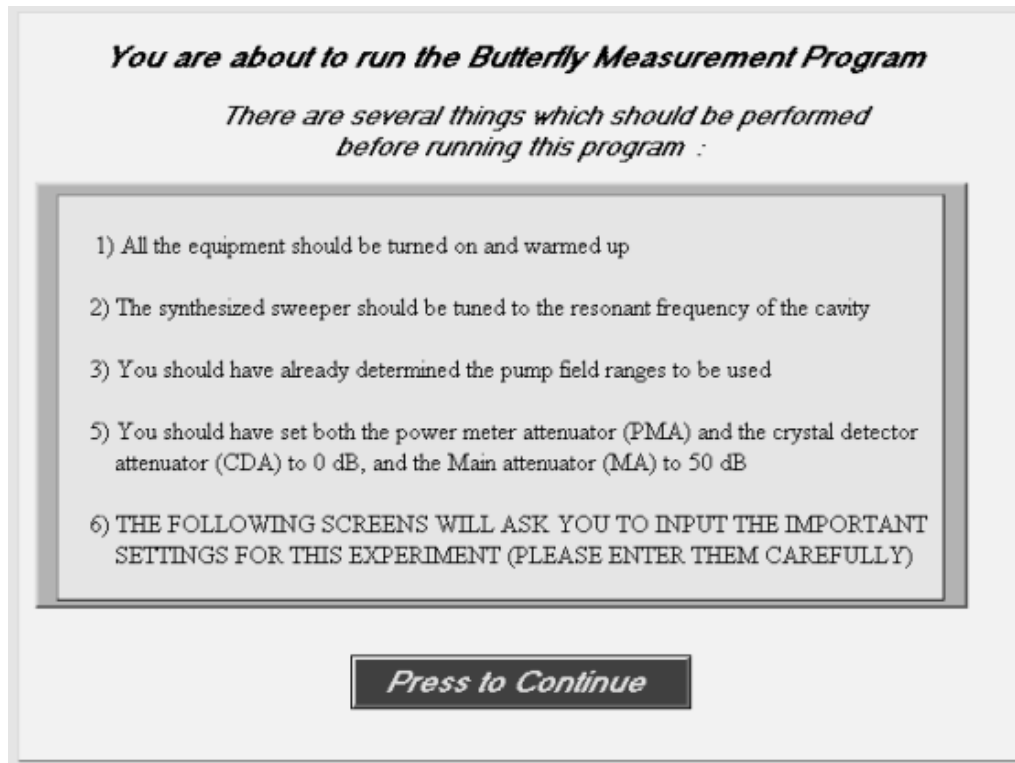 You are about to run the Butterfly Measurement Program
There are several things which should be performed
before running this program :
1) All the equipment should be turned on and warmed up
2) The synthesized sweeper should be tuned to the resonant frequency of the cavity
3) You should have already determined the pump field ranges to be used
5) You should have set both the power meter attenuator (PMA) and the crystal detector
attenuator (CDA) to 0 dB, and the Main attenuator (MA) to 50 dB
6) THE FOLLOWING SCREENS WILL ASK YOU TO INPUT THE IMPORTANT
SETTINGS FOR THIS EXPERIMENT (PLEASE ENTER THEM CAREFULLY)
Press to Continue